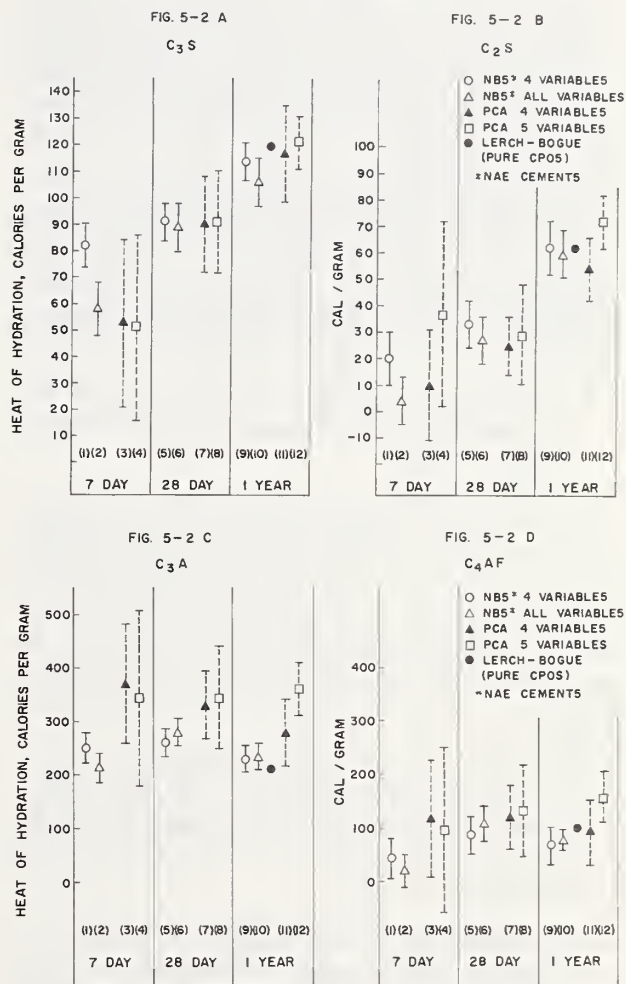 FIG. 5-2 A
C3S
HEAT OF HYDRATION, CALORIES PER GRAM
140
130
120
110
100
90
80
70
60
50
40
30
20
10
(1)(2) (3)(4) (5)(6) (7)(8) (9)(10) (11)(12)
7 DAY 28 DAY 1 YEAR
FIG. 5-2 B
C2S
○ NBS* 4 VARIABLES
△ NBS* ALL VARIABLES
▲ PCA 4 VARIABLES
□ PCA 5 VARIABLES
● LERCH-BOGUE
(PURE CPDS)
*NAE CEMENTS
CAL / GRAM
100
90
80
70
60
50
40
30
20
10
0
-10
(1)(2) (3)(4) (5)(6) (7)(8) (9)(10) (11)(12)
7 DAY 28 DAY 1 YEAR
FIG. 5-2 C
C3A
HEAT OF HYDRATION, CALORIES PER GRAM
500
400
300
200
100
0
(1)(2) (3)(4) (5)(6) (7)(8) (9)(10) (11)(12)
7 DAY 28 DAY 1 YEAR
FIG. 5-2 D
C4AF
○ NBS* 4 VARIABLES
△ NBS* ALL VARIABLES
▲ PCA 4 VARIABLES
□ PCA 5 VARIABLES
● LERCH-BOGUE
(PURE CPDS)
*NAE CEMENTS
CAL / GRAM
400
300
200
100
0
(1)(2) (3)(4) (5)(6) (7)(8) (9)(10) (11)(12)
7 DAY 28 DAY 1 YEAR